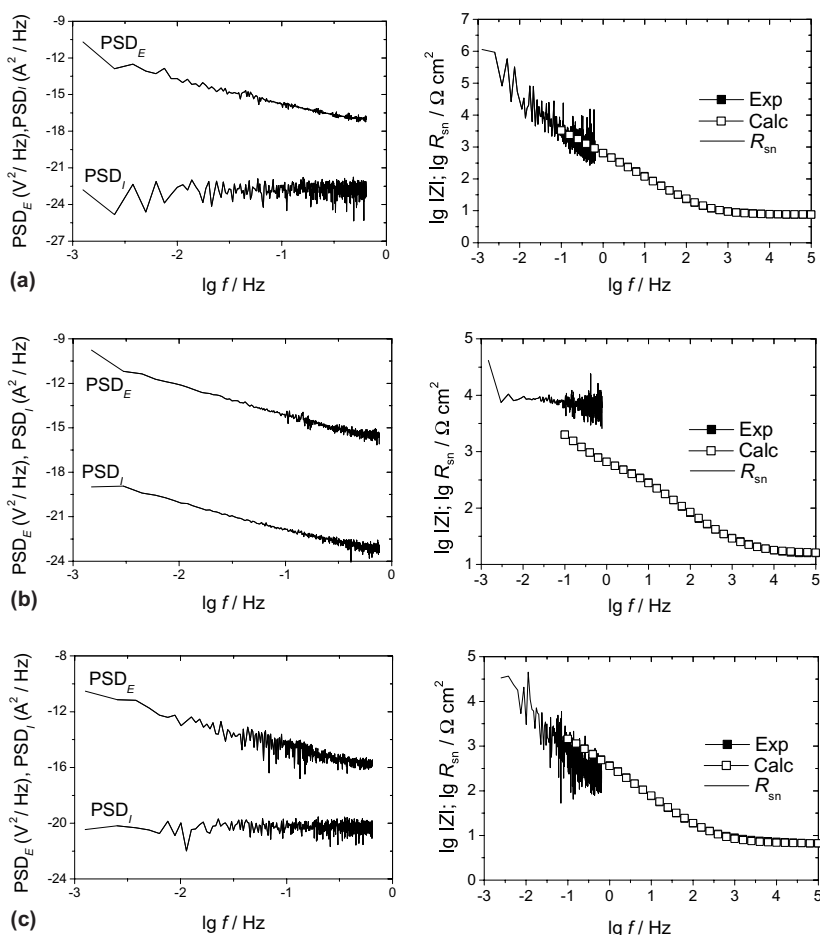 PSD_E (V²/ Hz),PSD_I (A² / Hz)
-9
-12
-15
-18
-21
-24
-27
PSD_E
PSD_I
-3 -2 -1 0
lg f / Hz
(a)
lg |Z|; lg R_sn / Ω cm²
7
6
5
4
3
2
1
0
Exp
Calc
R_sn
-3 -2 -1 0 1 2 3 4 5
lg f / Hz
PSD_E (V²/ Hz), PSD_I (A² / Hz)
-9
-12
-15
-18
-21
-24
PSD_E
PSD_I
-3 -2 -1 0
lg f / Hz
(b)
lg |Z|; lg R_sn / Ω cm²
5
4
3
2
1
Exp
Calc
R_sn
-3 -2 -1 0 1 2 3 4 5
lg f / Hz
PSD_E (V²/ Hz), PSD_I (A² / Hz)
-8
-12
-16
-20
-24
PSD_E
PSD_I
-3 -2 -1 0
lg f / Hz
(c)
lg |Z|; lg R_sn / Ω cm²
5
4
3
2
1
0
Exp
Calc
R_sn
-3 -2 -1 0 1 2 3 4 5
lg f / Hz